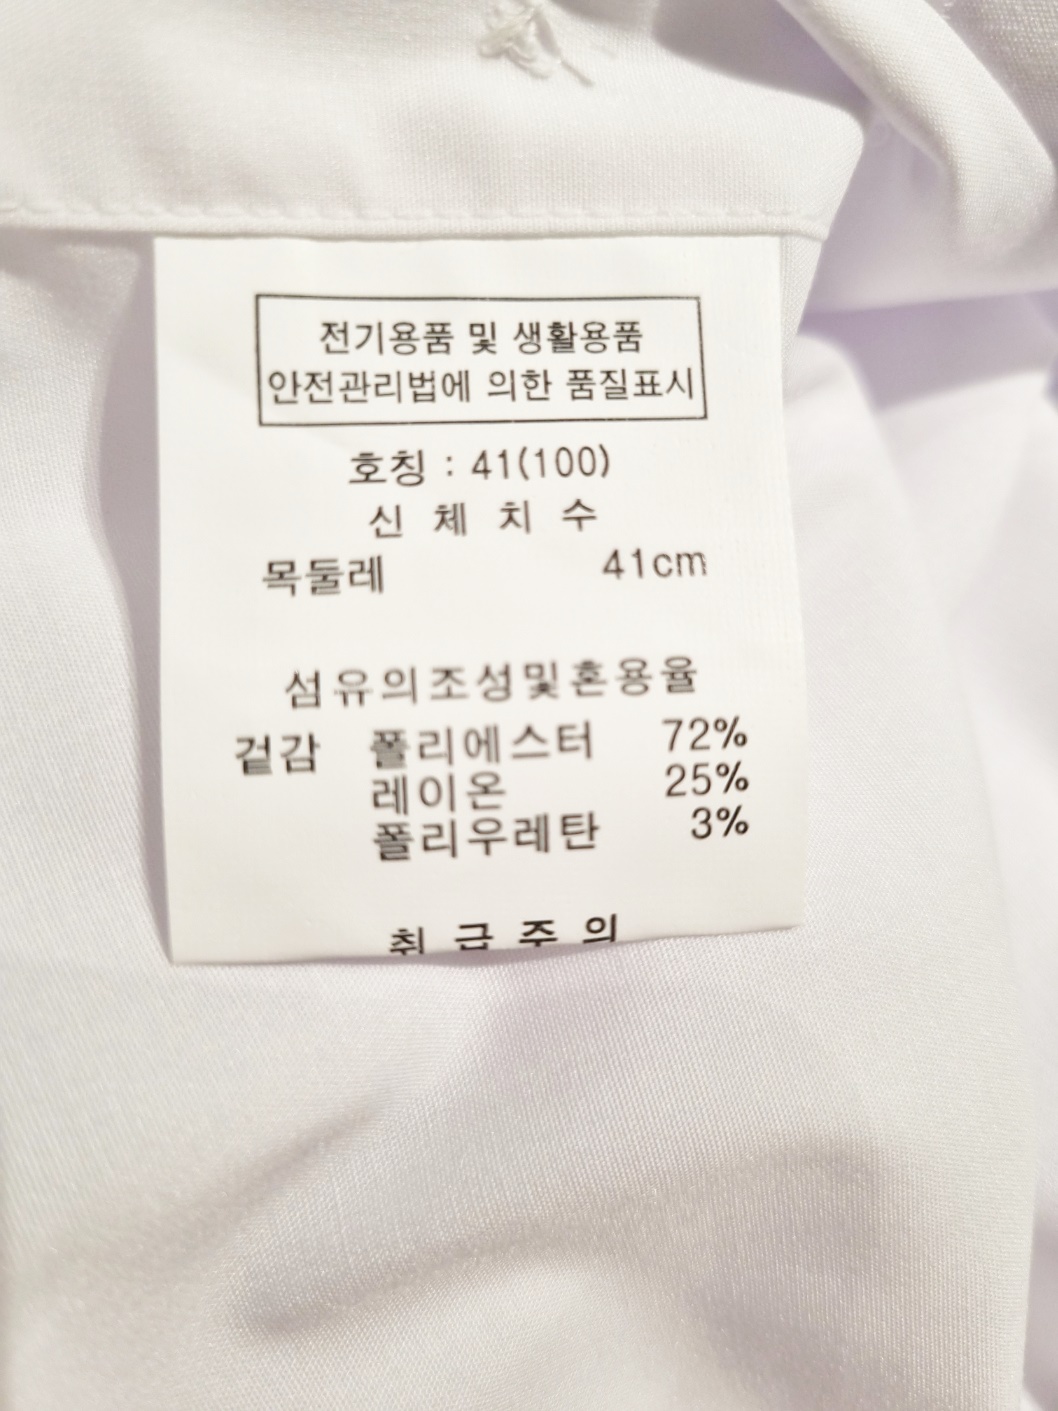 전기용품 및 생활용품
안전관리법에 의한 품질표시
호칭 : 41(100)
신 체 치 수
목둘레 41cm
섬유의조성및혼용율
겉감 폴리에스터 72%
레이온 25%
폴리우레탄 3%
취 급 주 의